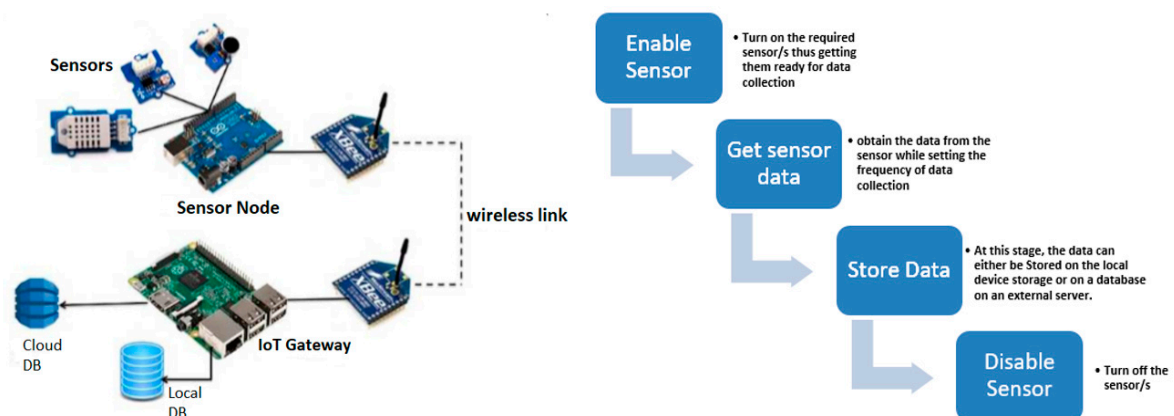 Sensors
XBee
Sensor Node
wireless link
XBee
IoT Gateway
Cloud
DB
Local
DB
Enable
Sensor
• Turn on the required
sensor/s thus getting
them ready for data
collection
Get sensor
data
• obtain the data from the
sensor while setting the
frequency of data
collection
Store Data
• At this stage, the data can
either be Stored on the local
device storage or on a database
on an external server.
Disable
Sensor
• Turn off the
sensor/s